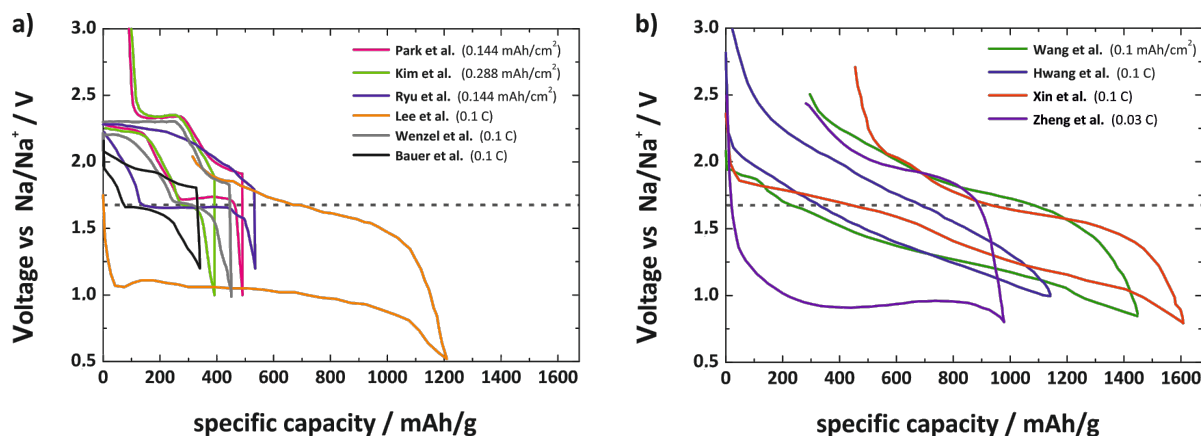 a)
Voltage vs Na/Na⁺ / V
3.0
2.5
2.0
1.5
1.0
0.5
Park et al. (0.144 mAh/cm²)
Kim et al. (0.288 mAh/cm²)
Ryu et al. (0.144 mAh/cm²)
Lee et al. (0.1 C)
Wenzel et al. (0.1 C)
Bauer et al. (0.1 C)
0 200 400 600 800 1000 1200 1400 1600
specific capacity / mAh/g
b)
Voltage vs Na/Na⁺ / V
3.0
2.5
2.0
1.5
1.0
0.5
Wang et al. (0.1 mAh/cm²)
Hwang et al. (0.1 C)
Xin et al. (0.1 C)
Zheng et al. (0.03 C)
0 200 400 600 800 1000 1200 1400 1600
specific capacity / mAh/g